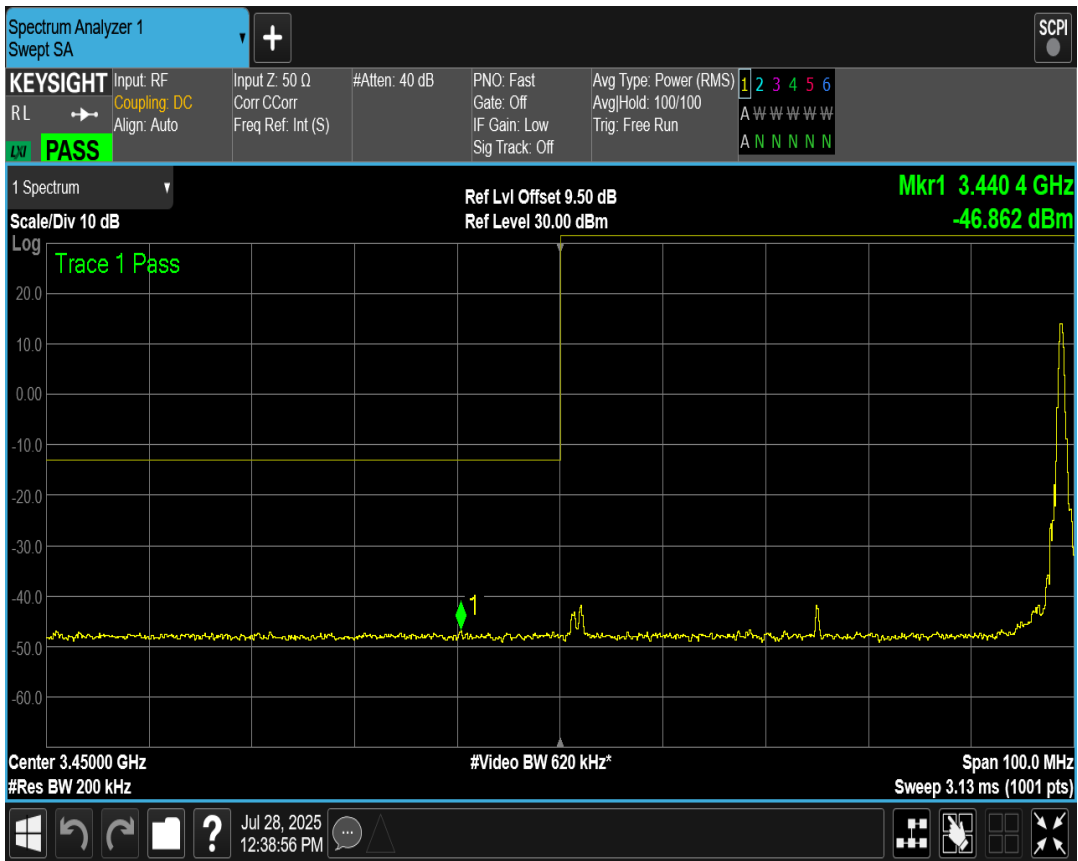 Spectrum Analyzer 1
Swept SA
SCPI
KEYSIGHT
R L
LXI
PASS
Input: RF
Coupling: DC
Align: Auto
Input Z: 50 Ω
Corr CCorr
Freq Ref: Int (S)
#Atten: 40 dB
PNO: Fast
Gate: Off
IF Gain: Low
Sig Track: Off
Avg Type: Power (RMS)
Avg|Hold: 100/100
Trig: Free Run
1 2 3 4 5 6
A W W W W W
A N N N N N
1 Spectrum
Scale/Div 10 dB
Ref Lvl Offset 9.50 dB
Ref Level 30.00 dBm
Mkr1 3.440 4 GHz
-46.862 dBm
Log
Trace 1 Pass
20.0
10.0
0.00
-10.0
-20.0
-30.0
-40.0
1
-50.0
-60.0
Center 3.45000 GHz
#Video BW 620 kHz*
Span 100.0 MHz
#Res BW 200 kHz
Sweep 3.13 ms (1001 pts)
?
Jul 28, 2025
12:38:56 PM